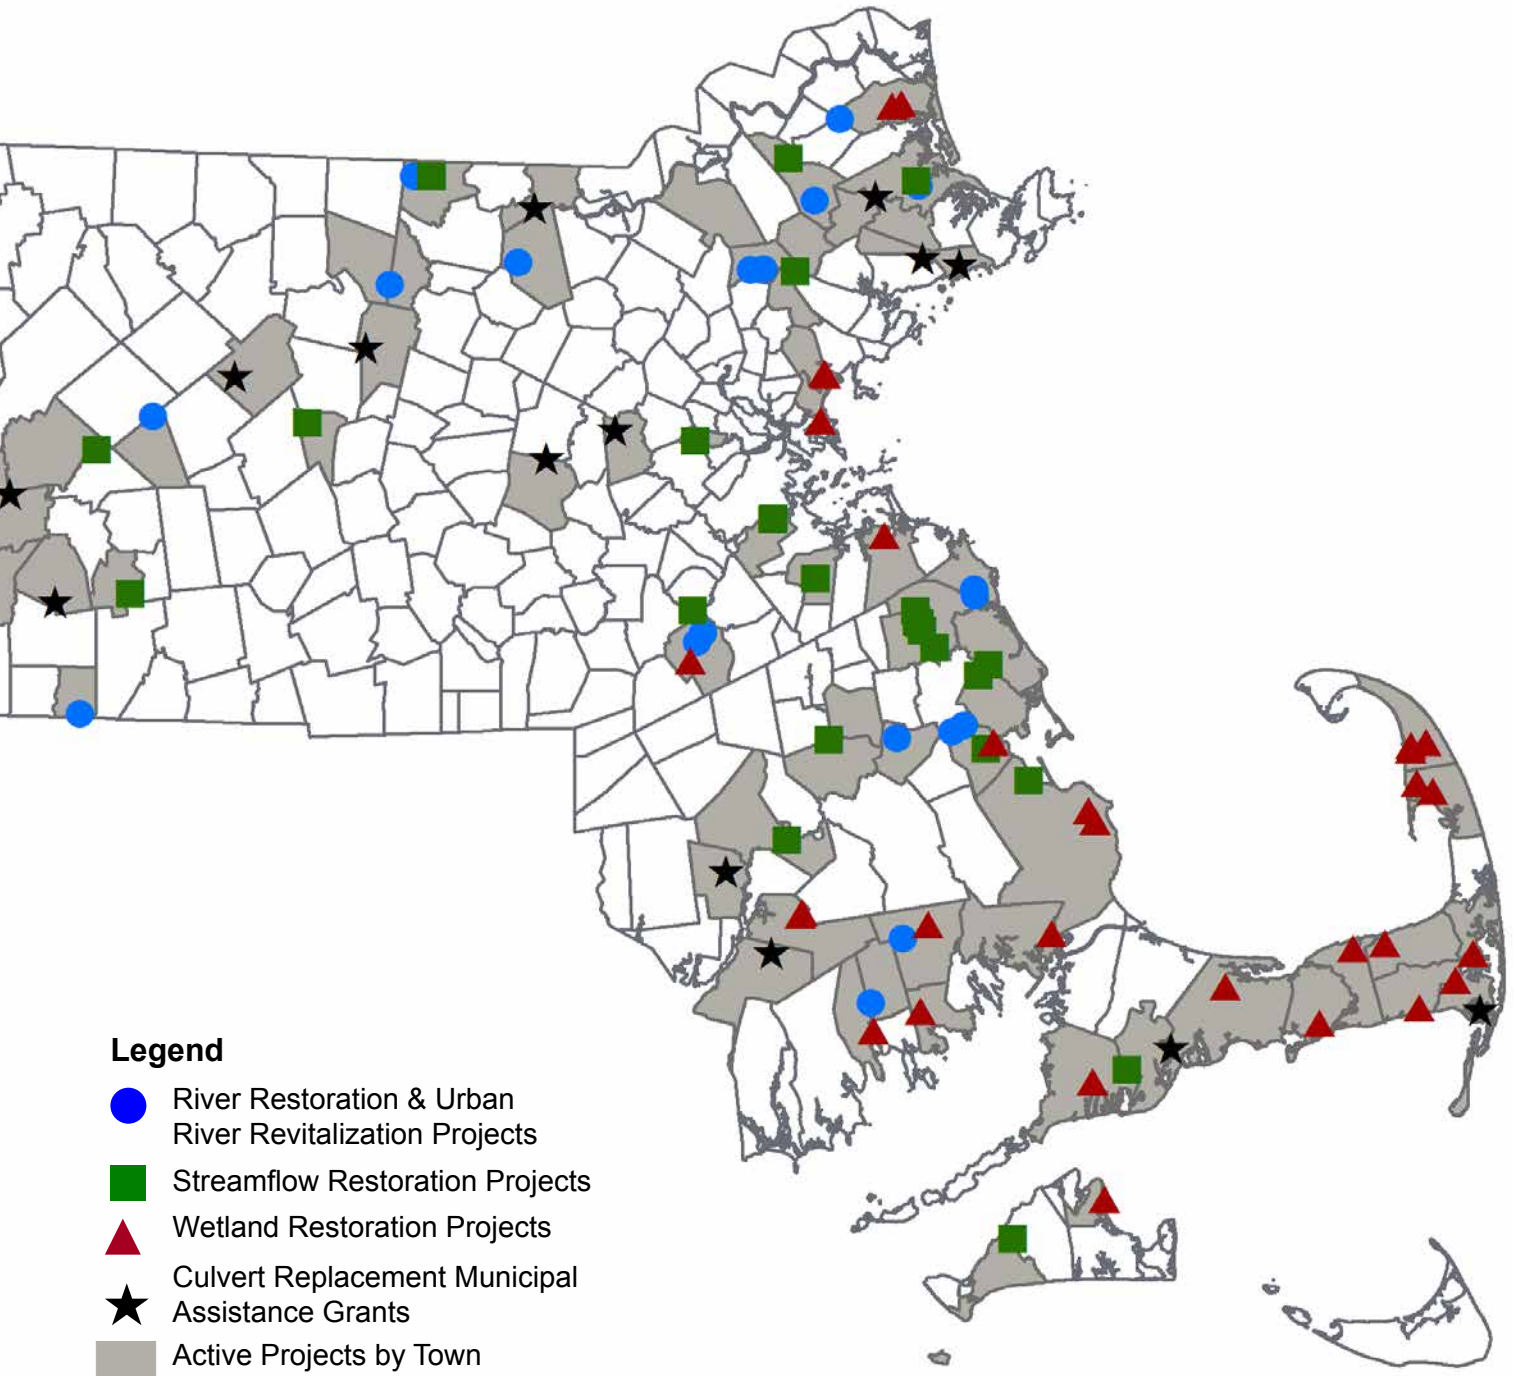 Legend
River Restoration & Urban
River Revitalization Projects
Streamflow Restoration Projects
Wetland Restoration Projects
Culvert Replacement Municipal
Assistance Grants
Active Projects by Town